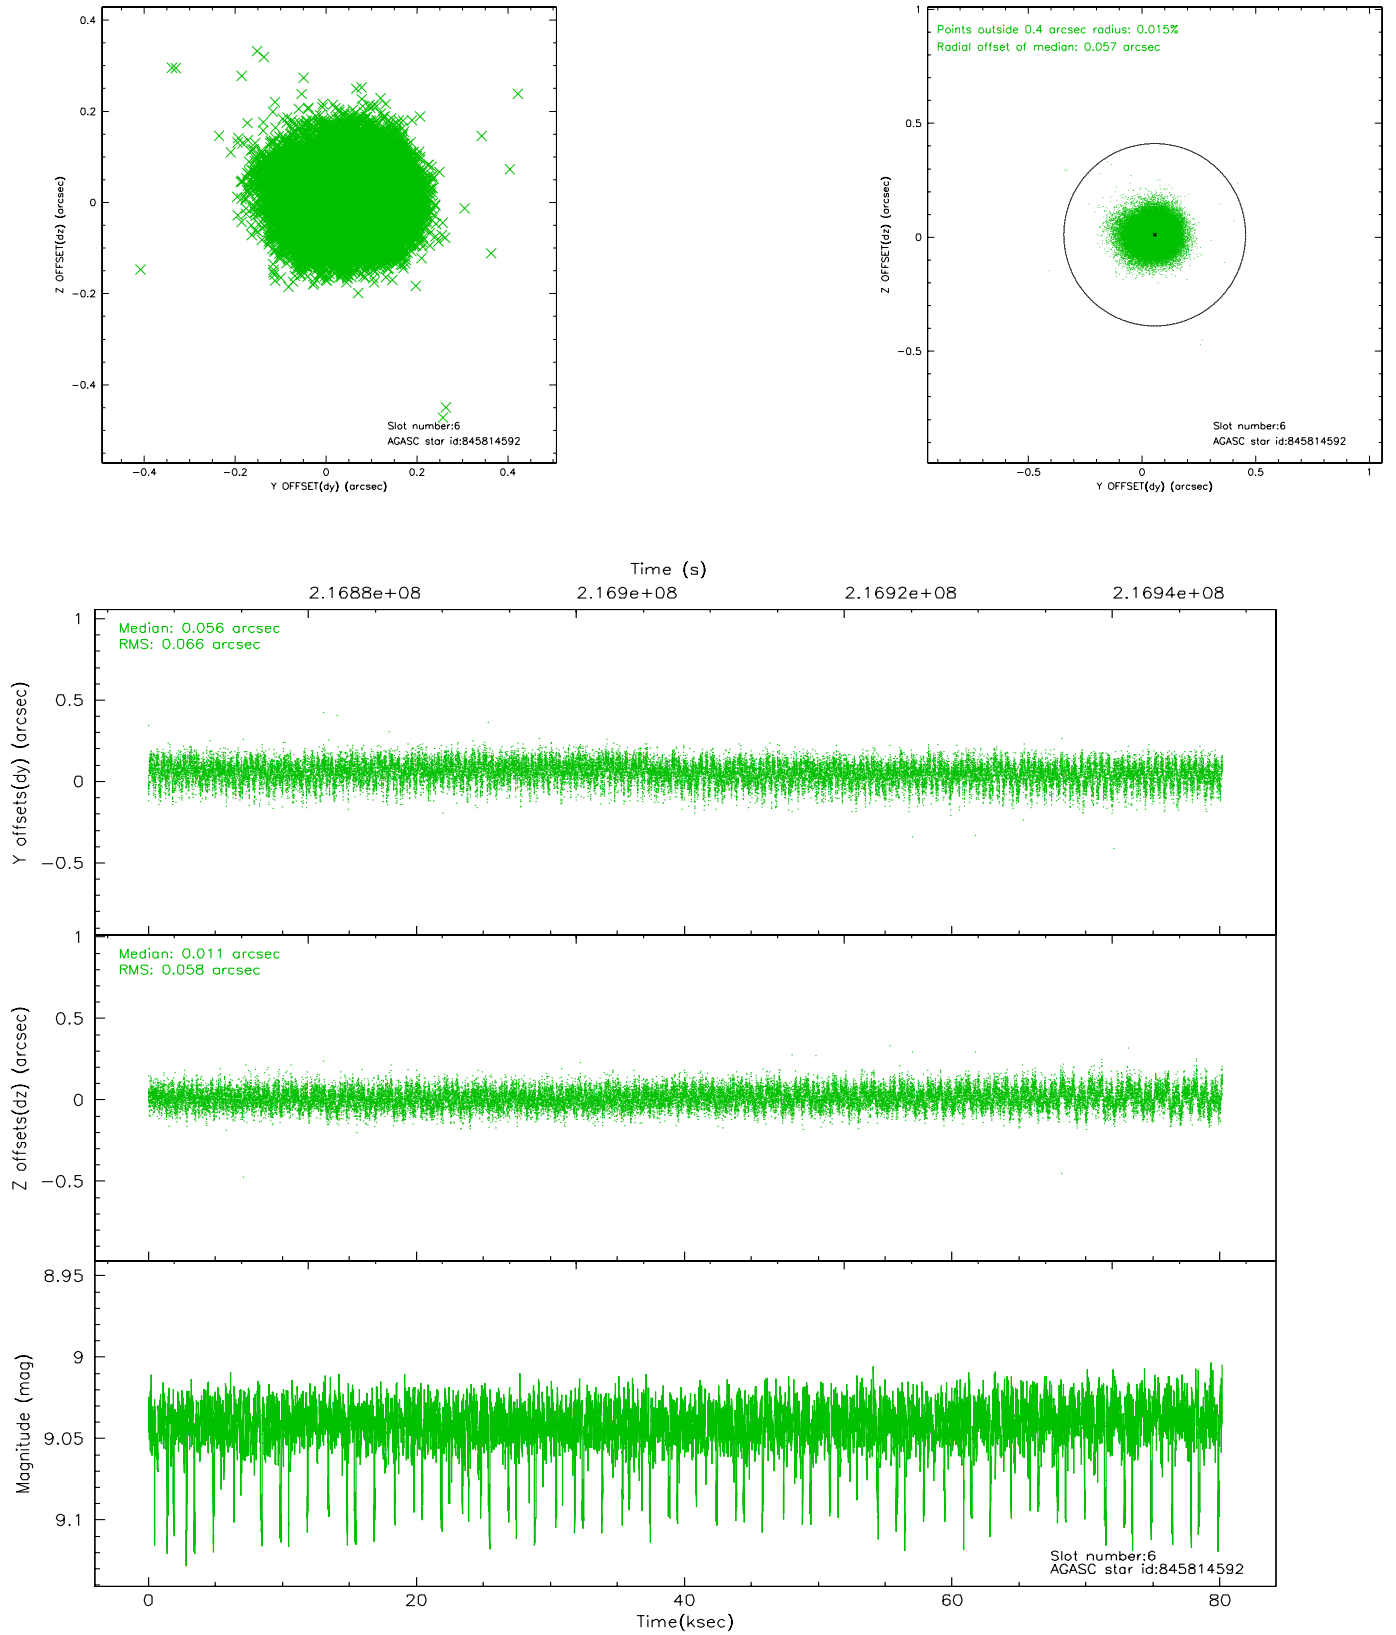 0.4
0.2
0
−0.2
−0.4
Z OFFSET(dz) (arcsec)
Slot number:6
AGASC star id:845814592
−0.4 −0.2 0 0.2 0.4
Y OFFSET(dy) (arcsec)
1
0.5
0
−0.5
Z OFFSET(dz) (arcsec)
Points outside 0.4 arcsec radius: 0.015%
Radial offset of median: 0.057 arcsec
Slot number:6
AGASC star id:845814592
−0.5 0 0.5 1
Y OFFSET(dy) (arcsec)
Time (s)
2.1688e+08 2.169e+08 2.1692e+08 2.1694e+08
1
0.5
0
−0.5
Y offsets(dy) (arcsec)
Median: 0.056 arcsec
RMS: 0.066 arcsec
1
0.5
0
−0.5
Z offsets(dz) (arcsec)
Median: 0.011 arcsec
RMS: 0.058 arcsec
8.95
9
9.05
9.1
Magnitude (mag)
Slot number:6
AGASC star id:845814592
0 20 40 60 80
Time(ksec)